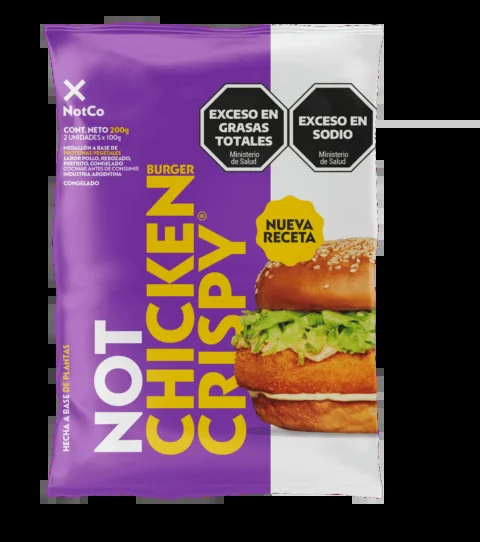 NotCo
CONT. NETO 200g
2 UNIDADES x 100g
MEDALLÓN A BASE DE
PROTEÍNAS VEGETALES
SABOR POLLO, REBOZADO,
PREFRITO, CONGELADO
COCINAR ANTES DE CONSUMIR
INDUSTRIA ARGENTINA
CONGELADO
EXCESO EN
GRASAS
TOTALES
Ministerio
de Salud
EXCESO EN
SODIO
Ministerio
de Salud
NUEVA
RECETA
HECHA A BASE DE PLANTAS
NOT
CHICKEN
BURGER
CRISPY®